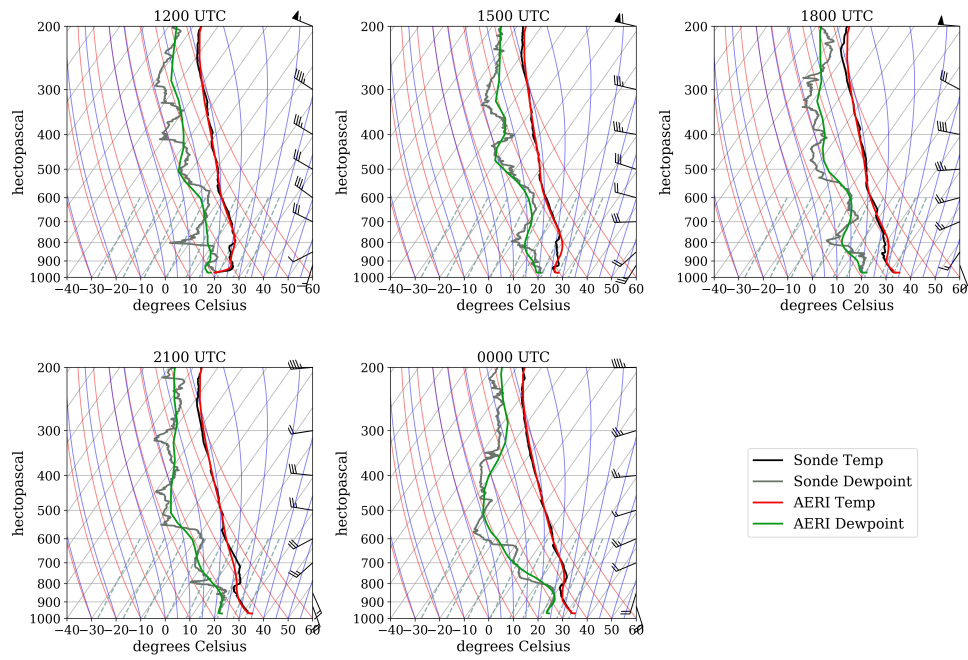 1200 UTC
1500 UTC
1800 UTC
200
300
400
500
600
700
800
900
1000
hectopascal
−40−30−20−10 0 10 20 30 40 50 60
degrees Celsius
200
300
400
500
600
700
800
900
1000
hectopascal
−40−30−20−10 0 10 20 30 40 50 60
degrees Celsius
200
300
400
500
600
700
800
900
1000
hectopascal
−40−30−20−10 0 10 20 30 40 50 60
degrees Celsius
2100 UTC
0000 UTC
200
300
400
500
600
700
800
900
1000
hectopascal
−40−30−20−10 0 10 20 30 40 50 60
degrees Celsius
200
300
400
500
600
700
800
900
1000
hectopascal
−40−30−20−10 0 10 20 30 40 50 60
degrees Celsius
Sonde Temp
Sonde Dewpoint
AERI Temp
AERI Dewpoint